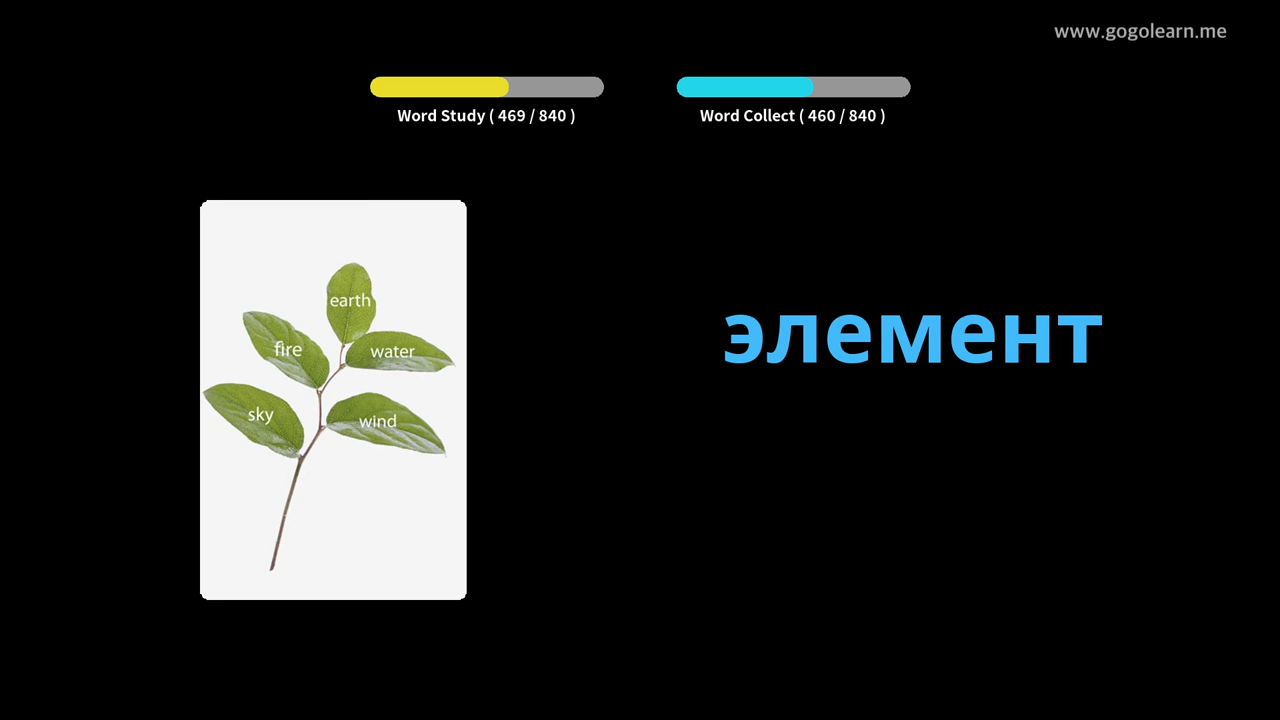 www.gogolearn.me
Word Study ( 469 / 840 )
Word Collect ( 460 / 840 )
earth
fire
water
sky
wind
элемент